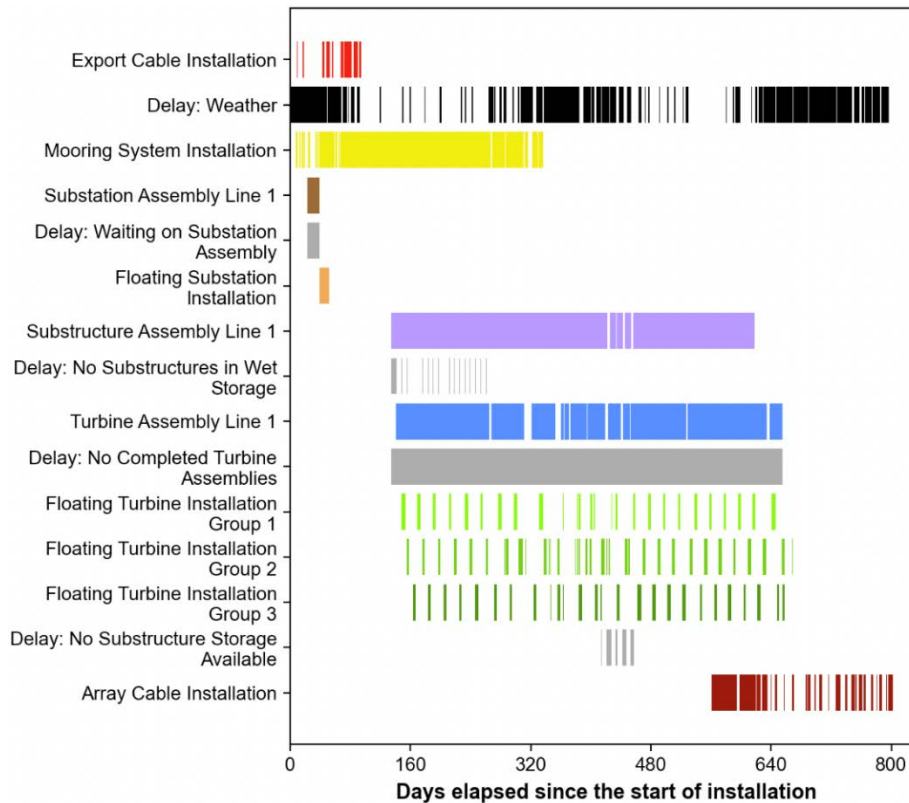 Export Cable Installation
Delay: Weather
Mooring System Installation
Substation Assembly Line 1
Delay: Waiting on Substation
Assembly
Floating Substation
Installation
Substructure Assembly Line 1
Delay: No Substructures in Wet
Storage
Turbine Assembly Line 1
Delay: No Completed Turbine
Assemblies
Floating Turbine Installation
Group 1
Floating Turbine Installation
Group 2
Floating Turbine Installation
Group 3
Delay: No Substructure Storage
Available
Array Cable Installation
0 160 320 480 640 800
Days elapsed since the start of installation